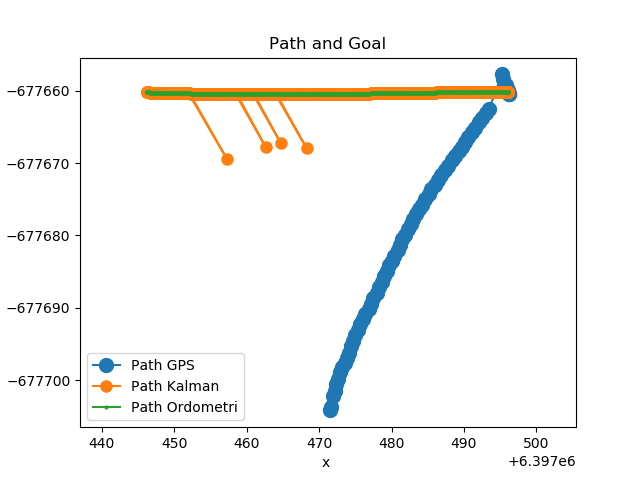 Path and Goal
−677660
−677670
−677680
−677690
−677700
Path GPS
Path Kalman
Path Ordometri
440 450 460 470 480 490 500
x +6.397e6